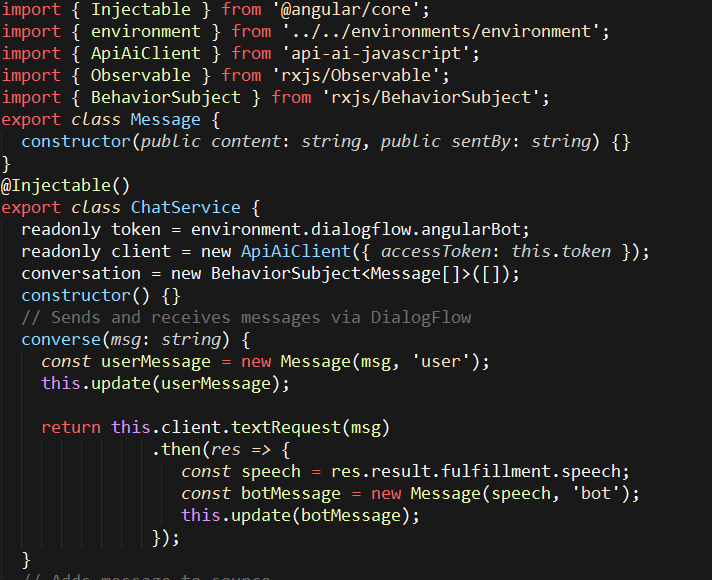 import { Injectable } from '@angular/core';
import { environment } from '../../environments/environment';
import { ApiAiClient } from 'api-ai-javascript';
import { Observable } from 'rxjs/Observable';
import { BehaviorSubject } from 'rxjs/BehaviorSubject';
export class Message {
  constructor(public content: string, public sentBy: string) {}
}
@Injectable()
export class ChatService {
  readonly token = environment.dialogflow.angularBot;
  readonly client = new ApiAiClient({ accessToken: this.token });
  conversation = new BehaviorSubject<Message[]>([]);
  constructor() {}
  // Sends and receives messages via DialogFlow
  converse(msg: string) {
    const userMessage = new Message(msg, 'user');
    this.update(userMessage);
    return this.client.textRequest(msg)
               .then(res => {
                  const speech = res.result.fulfillment.speech;
                  const botMessage = new Message(speech, 'bot');
                  this.update(botMessage);
               });
  }
  // Adds message to source